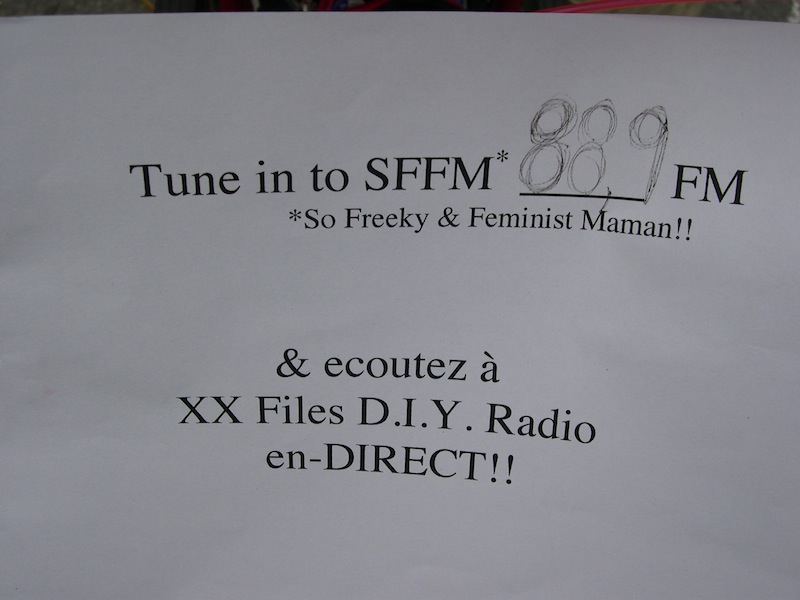 Tune in to SFFM* 88,9 FM
*So Freeky & Feminist Maman!!
& ecoutez à
XX Files D.I.Y. Radio
en-DIRECT!!